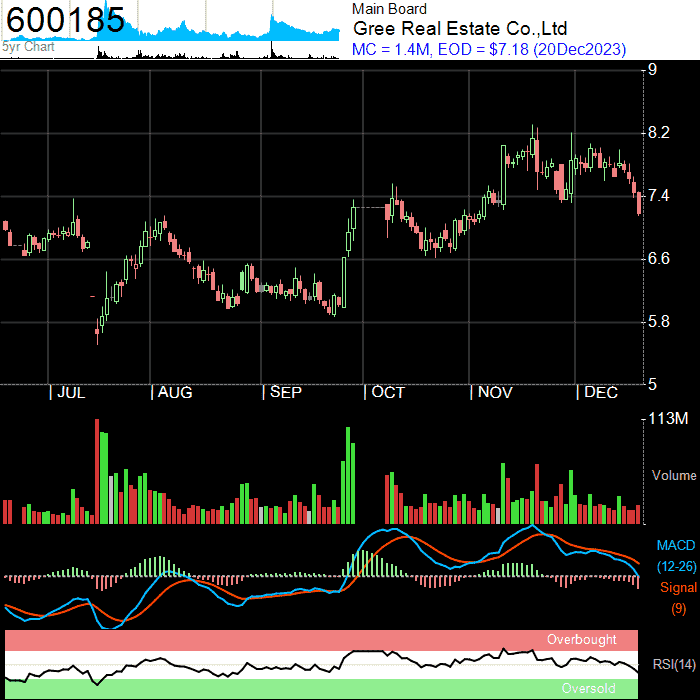 600185
5yr Chart
Main Board
Gree Real Estate Co.,Ltd
MC = 1.4M, EOD = $7.18 (20Dec2023)
9
8.2
7.4
6.6
5.8
5
JUL
AUG
SEP
OCT
NOV
DEC
113M
Volume
MACD
(12-26)
Signal
(9)
Overbought
RSI(14)
Oversold